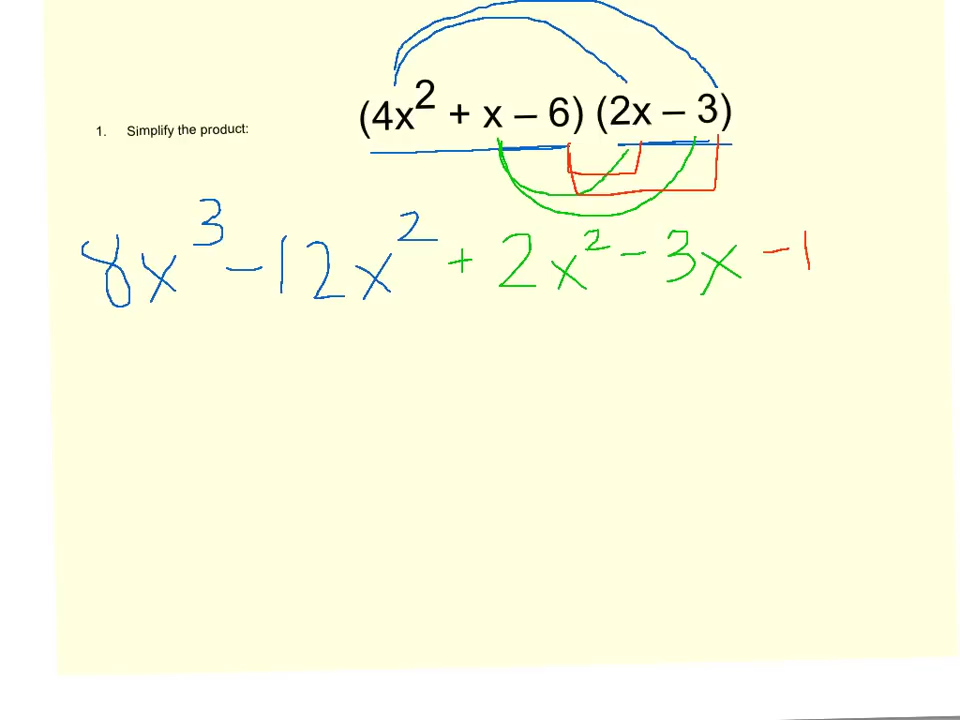 (4x² + x – 6) (2x – 3)
1. Simplify the product:
8x³ - 12x² + 2x² - 3x - 1